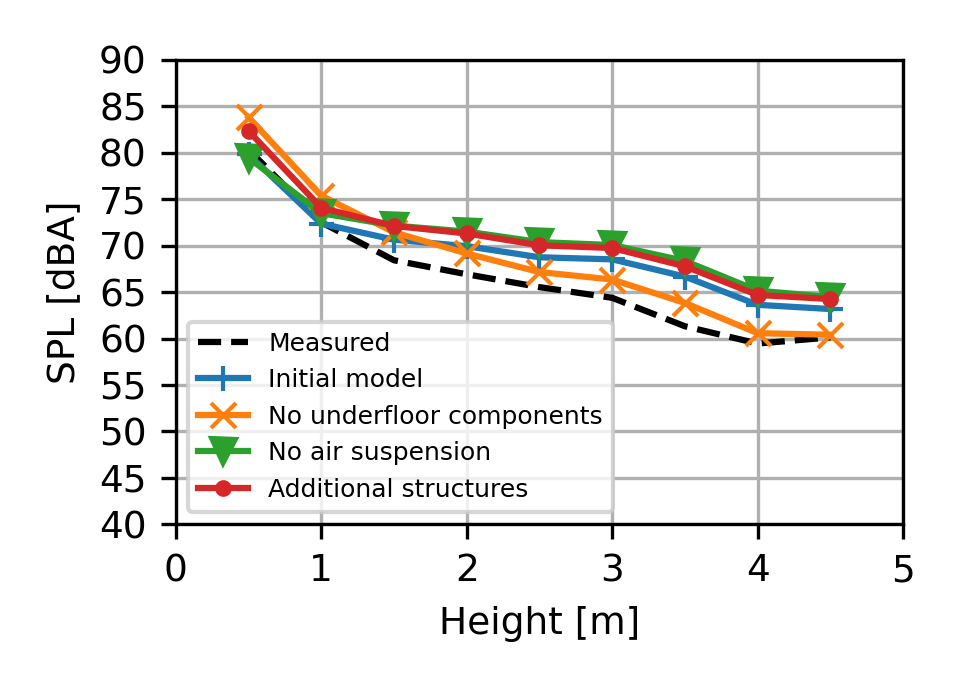 90
85
80
75
70
65
60
55
50
45
40
SPL [dBA]
Measured
Initial model
No underfloor components
No air suspension
Additional structures
0 1 2 3 4 5
Height [m]